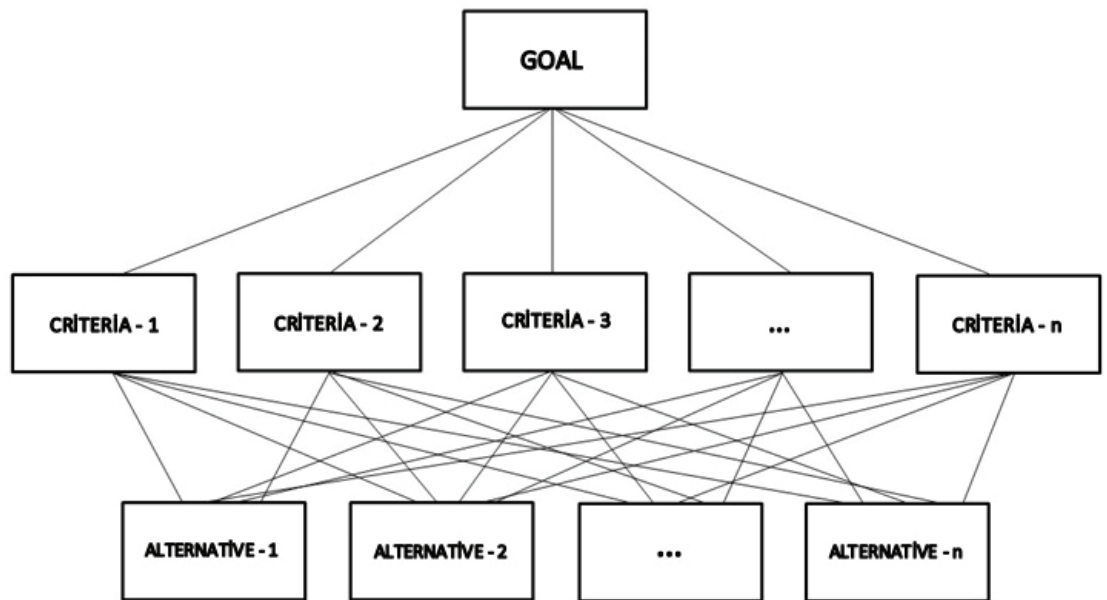 GOAL
CRİTERİA - 1
CRİTERİA - 2
CRİTERİA - 3
...
CRİTERİA - n
ALTERNATİVE - 1
ALTERNATİVE - 2
...
ALTERNATİVE - n